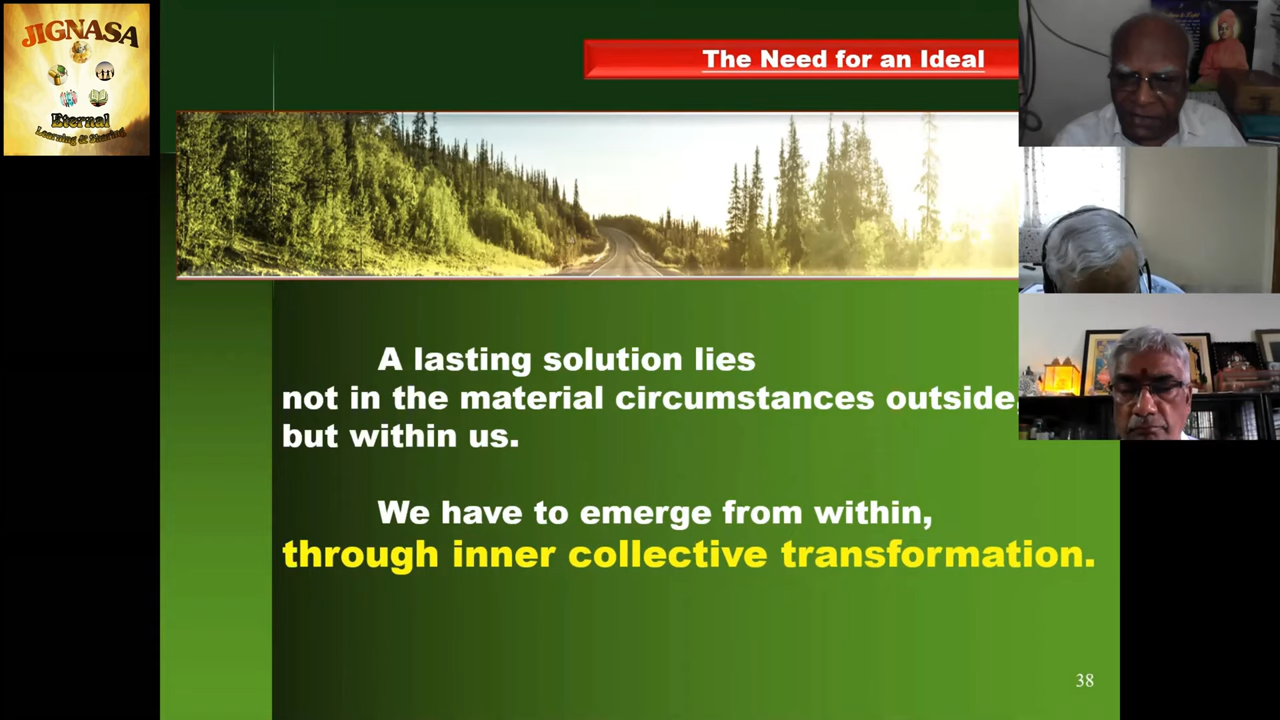 JIGNASA
Eternal
Learning & Sharing
The Need for an Ideal
A lasting solution lies
not in the material circumstances outside
but within us.
We have to emerge from within,
through inner collective transformation.
38